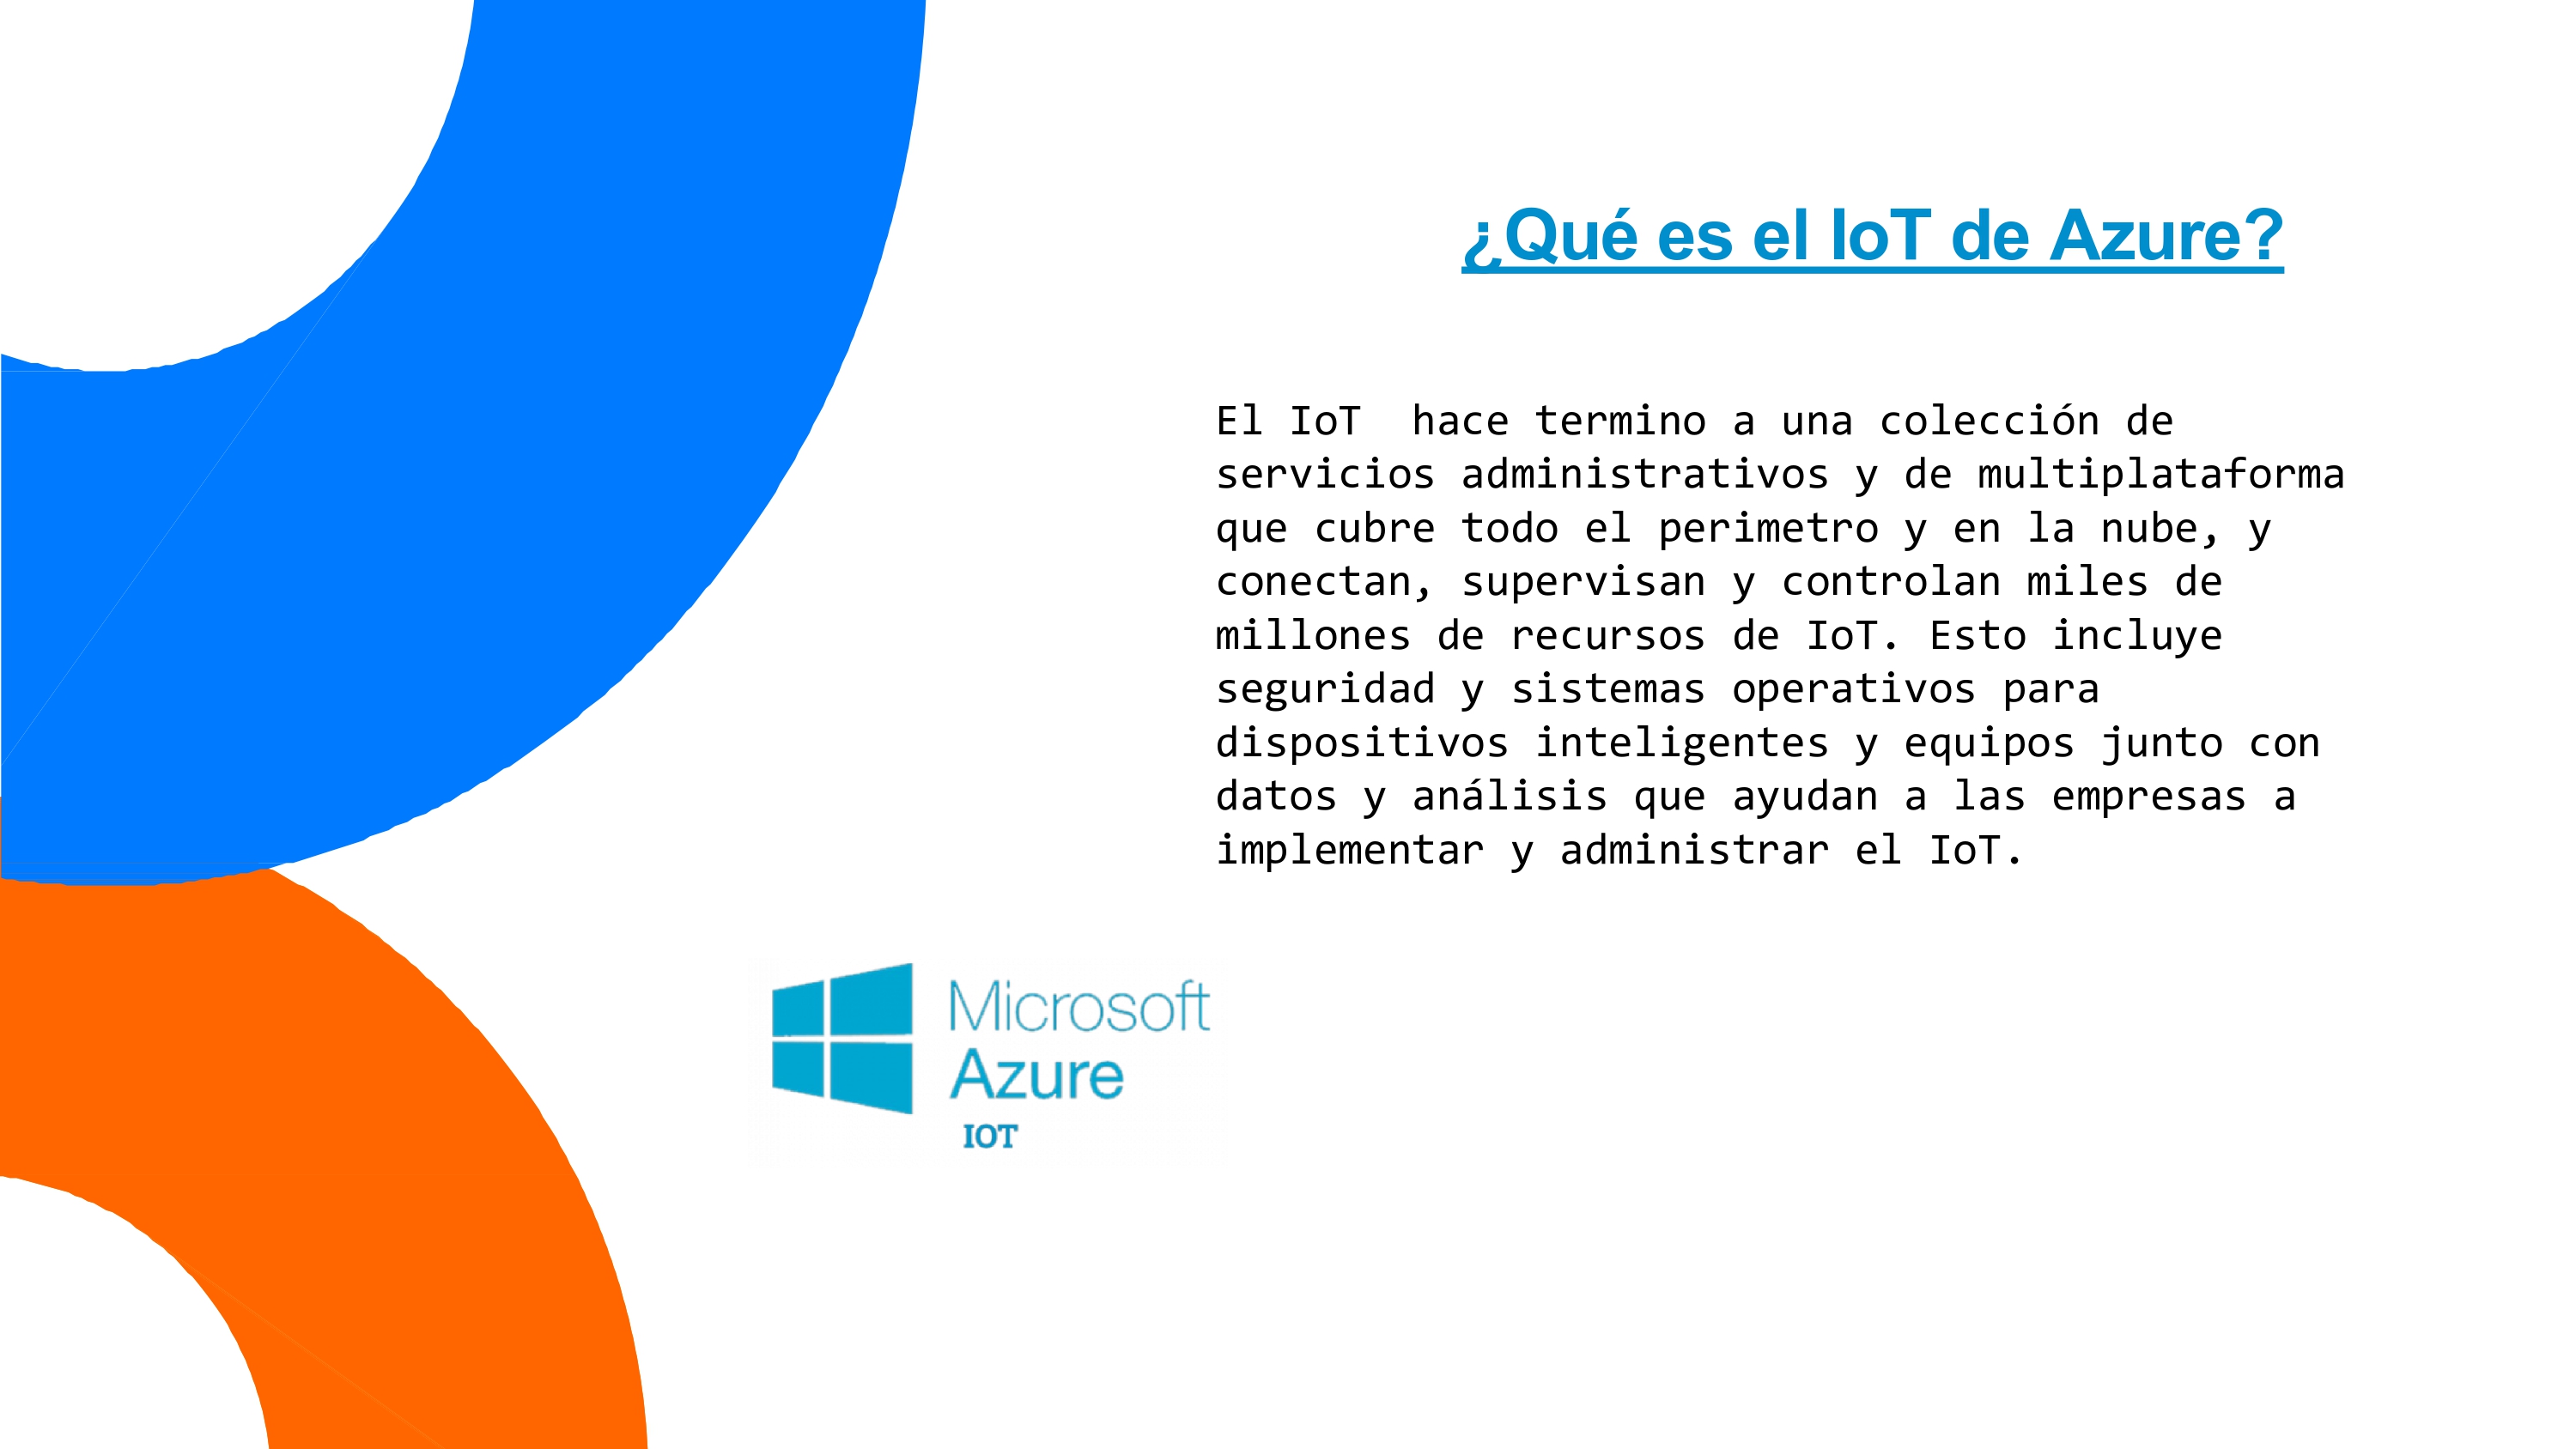 ¿Qué es el IoT de Azure?
El IoT  hace termino a una colección de
servicios administrativos y de multiplataforma
que cubre todo el perimetro y en la nube, y
conectan, supervisan y controlan miles de
millones de recursos de IoT. Esto incluye
seguridad y sistemas operativos para
dispositivos inteligentes y equipos junto con
datos y análisis que ayudan a las empresas a
implementar y administrar el IoT.
Microsoft
Azure
IOT